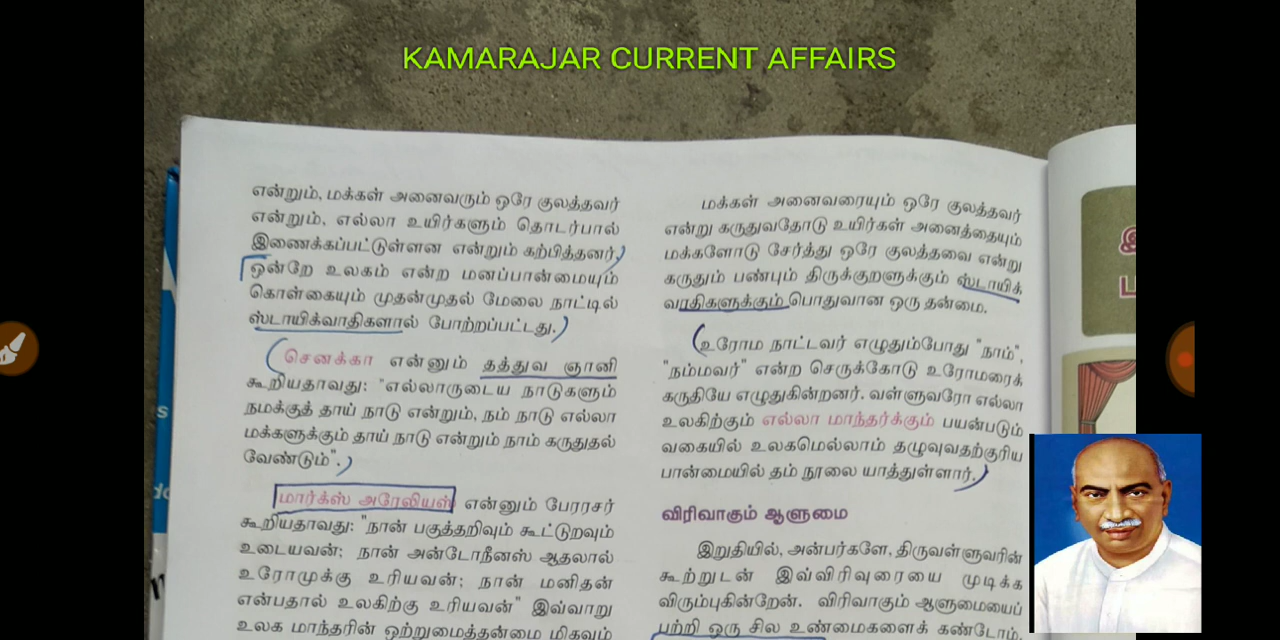 KAMARAJAR CURRENT AFFAIRS
என்றும், மக்கள் அனைவரும் ஒரே குலத்தவர்
என்றும், எல்லா உயிர்களும் தொடர்பால்
இணைக்கப்பட்டுள்ளன என்றும் கற்பித்தனர்
ஒன்றே உலகம் என்ற மனப்பான்மையும்
கொள்கையும் முதன்முதல் மேலை நாட்டில்
ஸ்டாயிக்வாதிகளால் போற்றப்பட்டது.
செனக்கா என்னும் தத்துவ ஞானி
கூறியதாவது: "எல்லாருடைய நாடுகளும்
நமக்குத் தாய் நாடு என்றும், நம் நாடு எல்லா
மக்களுக்கும் தாய் நாடு என்றும் நாம் கருதுதல்
வேண்டும்".
மார்க்ஸ் அரேலியஸ் என்னும் பேரரசர்
கூறியதாவது: "நான் பகுத்தறிவும் கூட்டுறவும்
உடையவன்; நான் அன்டோநீனஸ் ஆதலால்
உரோமுக்கு உரியவன்; நான் மனிதன்
என்பதால் உலகிற்கு உரியவன்" இவ்வாறு
உலக மாந்தரின் ஒற்றுமைத்தன்மை மிகவும்
மக்கள் அனைவரையும் ஒரே குலத்தவர்
என்று கருதுவதோடு உயிர்கள் அனைத்தையும்
மக்களோடு சேர்த்து ஒரே குலத்தவை என்று
கருதும் பண்பும் திருக்குறளுக்கும் ஸ்டாயிக்
வாதிகளுக்கும் பொதுவான ஒரு தன்மை.
உரோம நாட்டவர் எழுதும்போது "நாம்",
"நம்மவர்" என்ற செருக்கோடு உரோமரைக்
கருதியே எழுதுகின்றனர். வள்ளுவரோ எல்லா
உலகிற்கும் எல்லா மாந்தர்க்கும் பயன்படும்
வகையில் உலகமெல்லாம் தழுவுவதற்குரிய
பான்மையில் தம் நூலை யாத்துள்ளார்.
விரிவாகும் ஆளுமை
இறுதியில், அன்பர்களே, திருவள்ளுவரின்
கூற்றுடன் இவ்விரிவுரையை முடிக்க
விரும்புகின்றேன். விரிவாகும் ஆளுமையைப்
பற்றி ஒரு சில உண்மைகளைக் கண்டோம்.